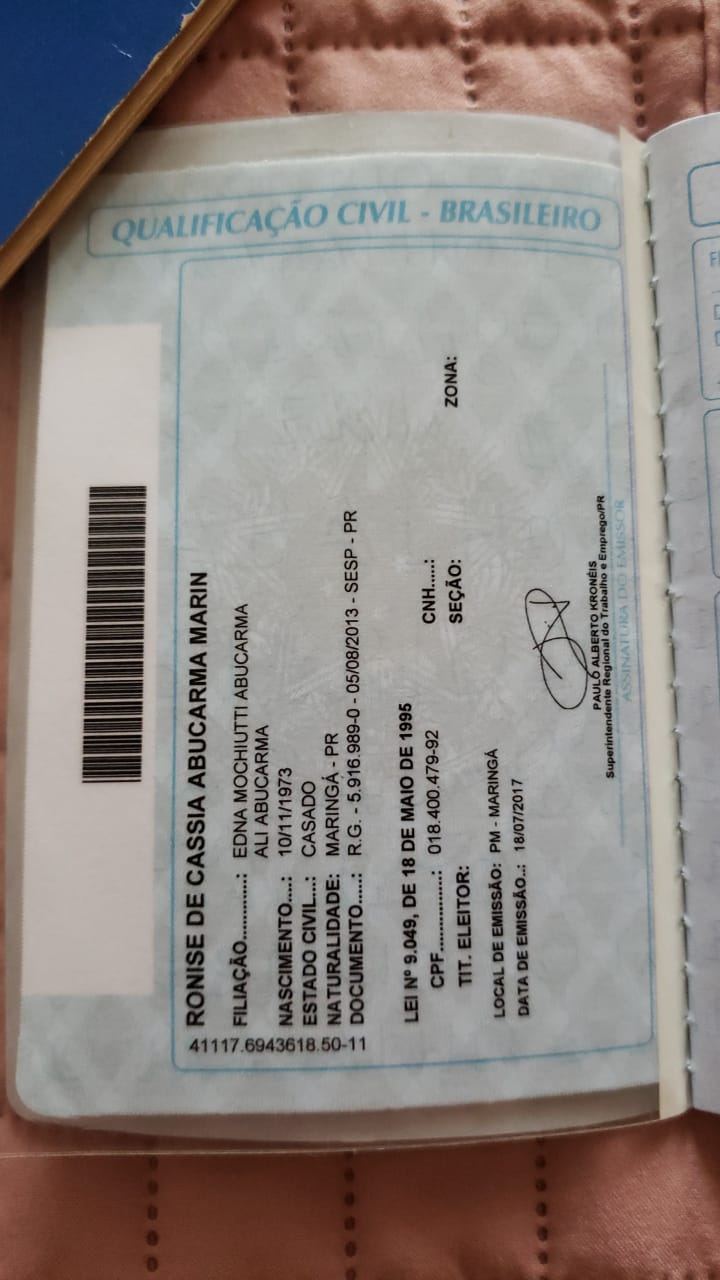 QUALIFICAÇÃO CIVIL - BRASILEIRO
RONISE DE CASSIA ABUCARMA MARIN
FILIAÇÃO.............: EDNA MOCHIUTTI ABUCARMA
ALI ABUCARMA
NASCIMENTO....: 10/11/1973
ESTADO CIVIL...: CASADO
NATURALIDADE: MARINGÁ - PR
DOCUMENTO.....: R.G. - 5.916.989-0 - 05/08/2013 - SESP - PR
LEI Nº 9.049, DE 18 DE MAIO DE 1995
CPF.................: 018.400.479-92 CNH......:
TIT. ELEITOR: SEÇÃO: ZONA:
LOCAL DE EMISSÃO: PM - MARINGÁ
DATA DE EMISSÃO..: 18/07/2017
41117.6943618.50-11
PAULO ALBERTO KRONÉIS
Superintendente Regional do Trabalho e Emprego/PR
ASSINATURA DO EMISSOR